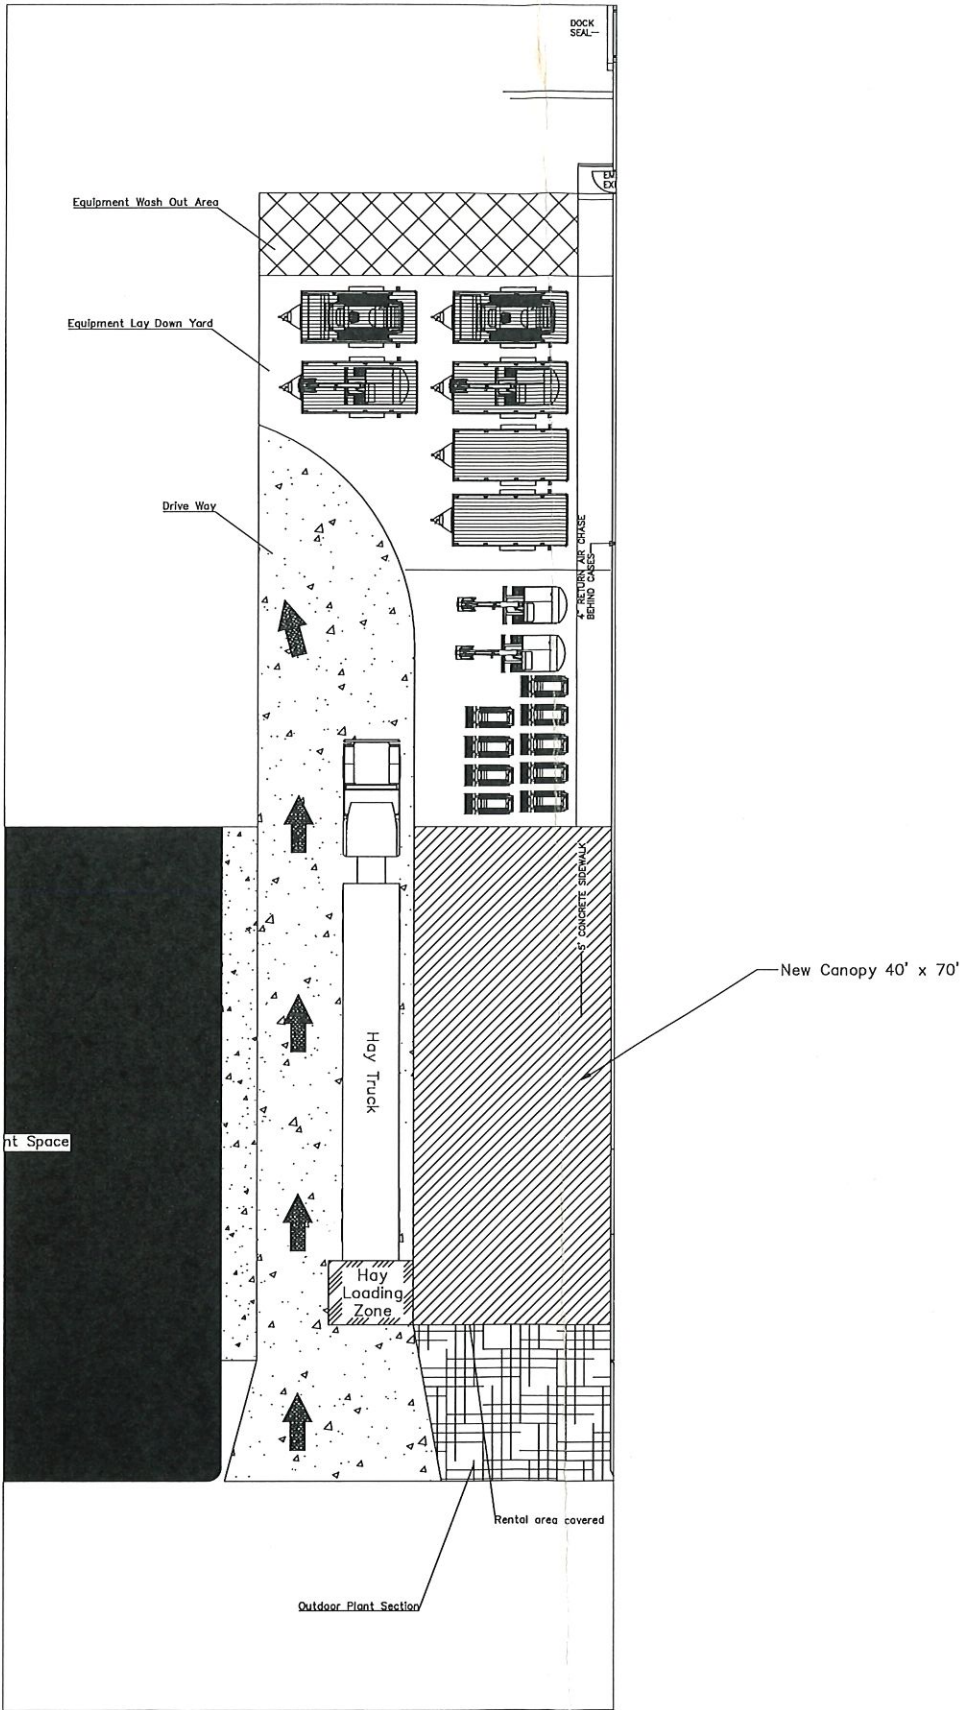 DOCK
SEAL
Equipment Wash Out Area
Equipment Lay Down Yard
Drive Way
4" RETURN AIR CHASE
BEHIND CASES
5' CONCRETE SIDEWALK
New Canopy 40' x 70'
Hay Truck
nt Space
Hay
Loading
Zone
Rental area covered
Outdoor Plant Section